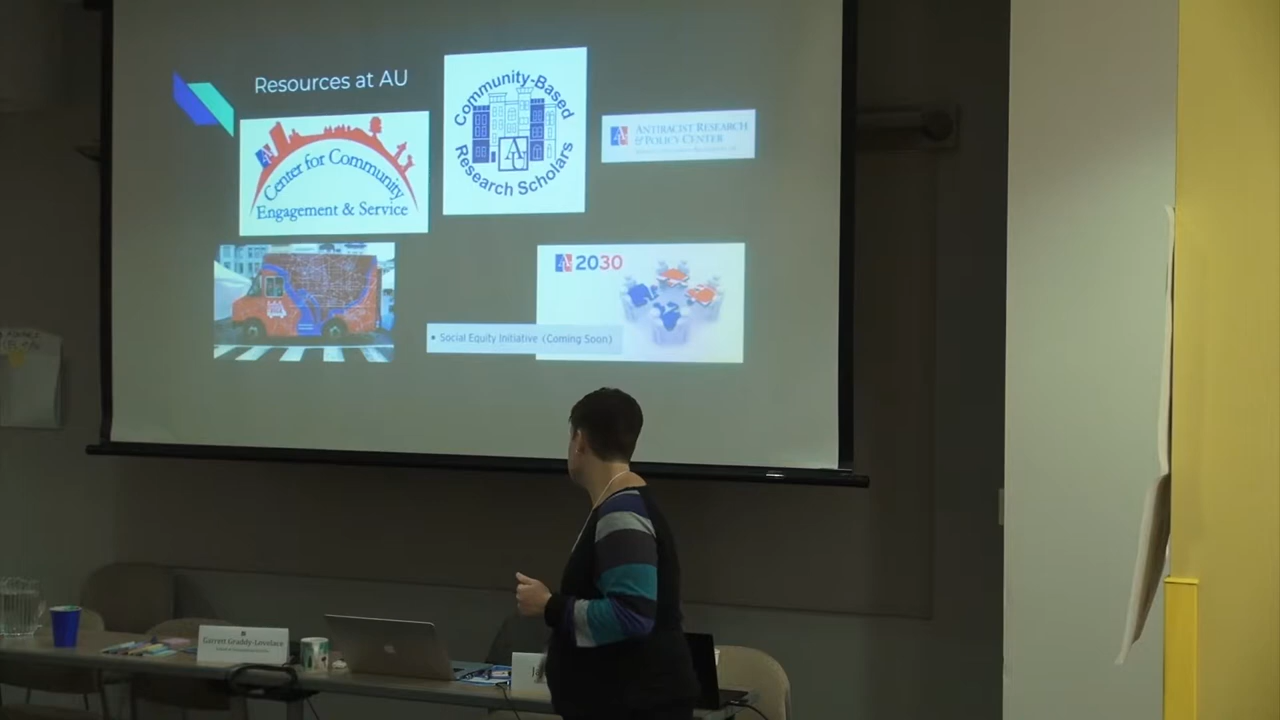 Resources at AU
Center for Community
Engagement & Service
Community-Based
Research Scholars
AU
ANTIRACIST RESEARCH
& POLICY CENTER
2030
• Social Equity Initiative (Coming Soon)
Garrett Graddy-Lovelace